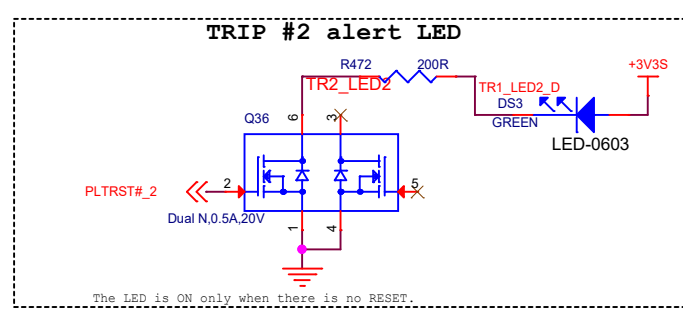 TRIP #2 alert LED
R472 200R +3V3S
TR2_LED2 TR1_LED2_D
DS3
GREEN
LED-0603
Q36 6 3
PLTRST#_2 2 5
Dual N,0.5A,20V
1 4
The LED is ON only when there is no RESET.